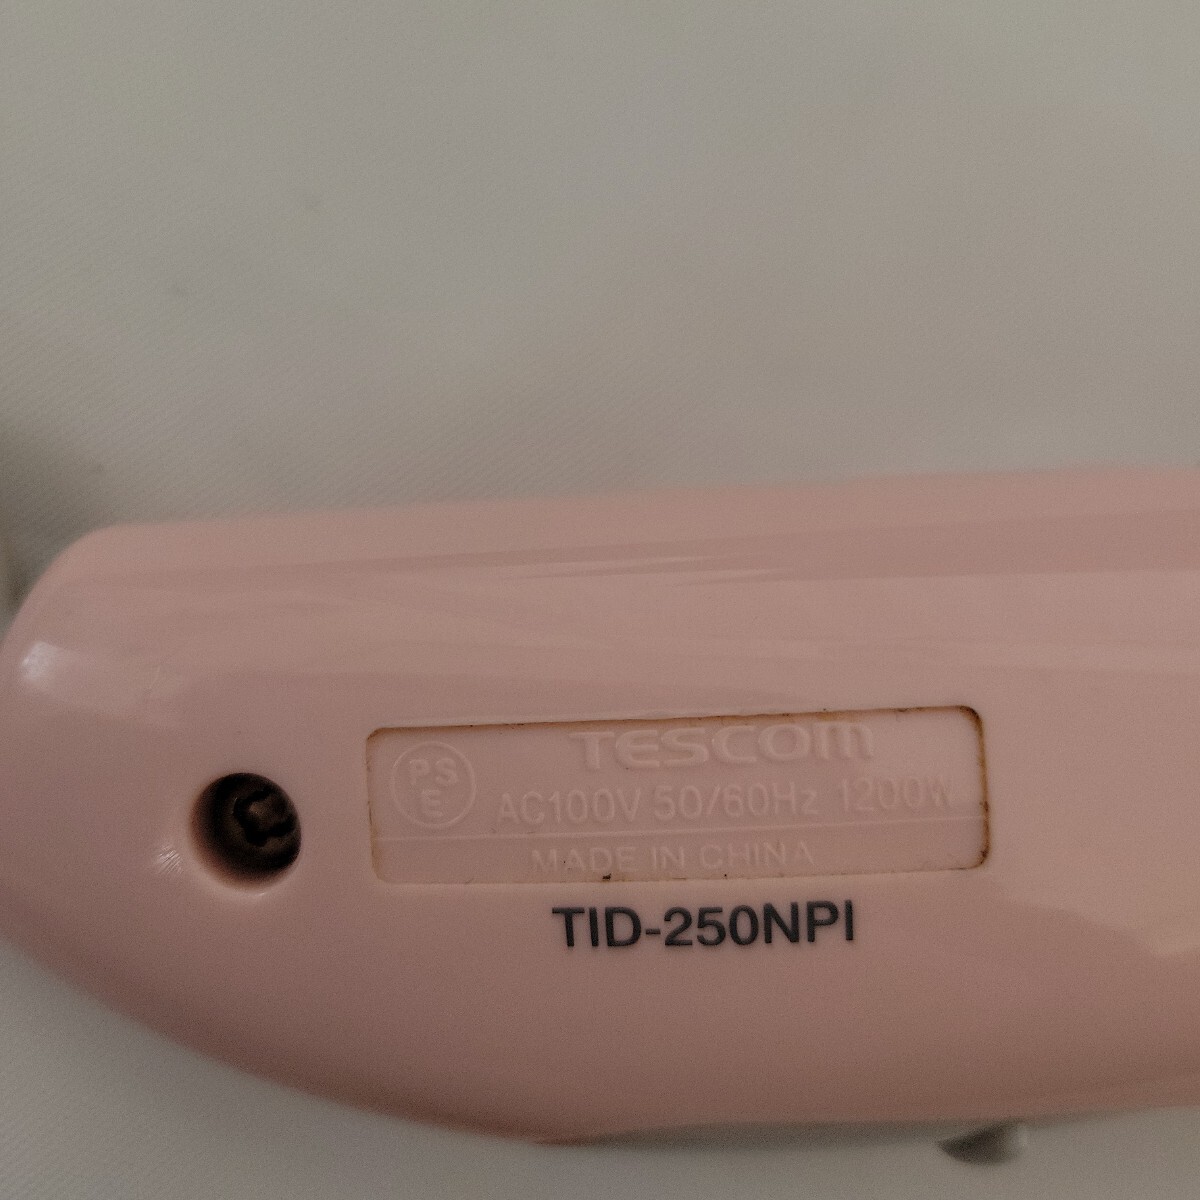 PS
E
TESCOM
AC100V 50/60Hz 1200W
MADE IN CHINA
TID-250NPI